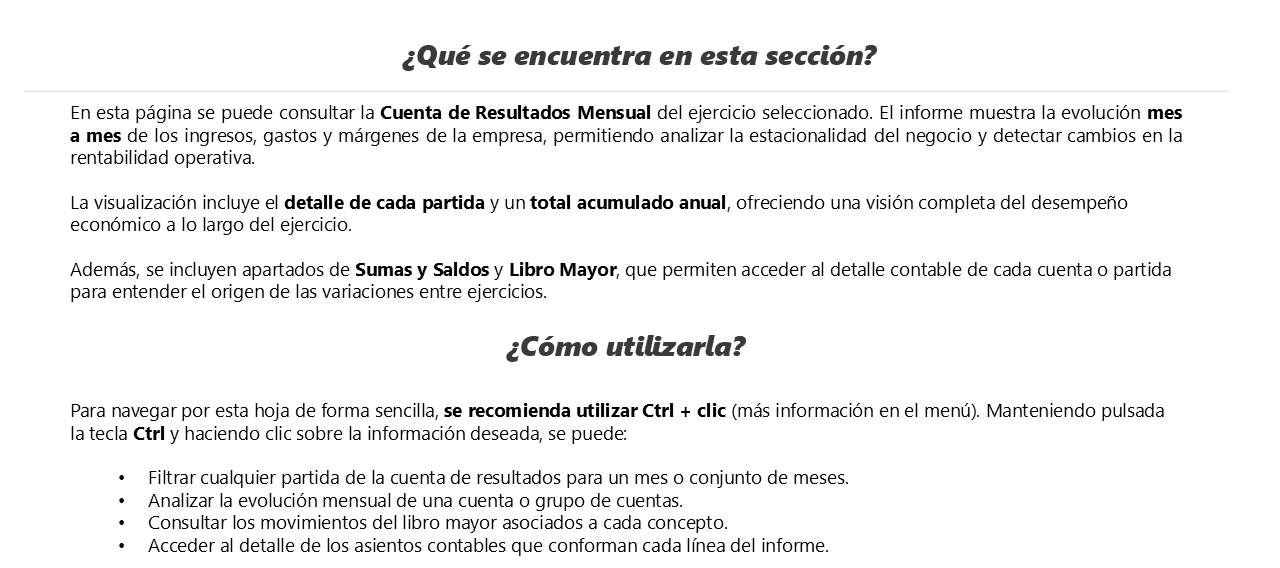 ¿Qué se encuentra en esta sección?
En esta página se puede consultar la Cuenta de Resultados Mensual del ejercicio seleccionado. El informe muestra la evolución mes
a mes de los ingresos, gastos y márgenes de la empresa, permitiendo analizar la estacionalidad del negocio y detectar cambios en la
rentabilidad operativa.
La visualización incluye el detalle de cada partida y un total acumulado anual, ofreciendo una visión completa del desempeño
económico a lo largo del ejercicio.
Además, se incluyen apartados de Sumas y Saldos y Libro Mayor, que permiten acceder al detalle contable de cada cuenta o partida
para entender el origen de las variaciones entre ejercicios.
¿Cómo utilizarla?
Para navegar por esta hoja de forma sencilla, se recomienda utilizar Ctrl + clic (más información en el menú). Manteniendo pulsada
la tecla Ctrl y haciendo clic sobre la información deseada, se puede:
• Filtrar cualquier partida de la cuenta de resultados para un mes o conjunto de meses.
• Analizar la evolución mensual de una cuenta o grupo de cuentas.
• Consultar los movimientos del libro mayor asociados a cada concepto.
• Acceder al detalle de los asientos contables que conforman cada línea del informe.